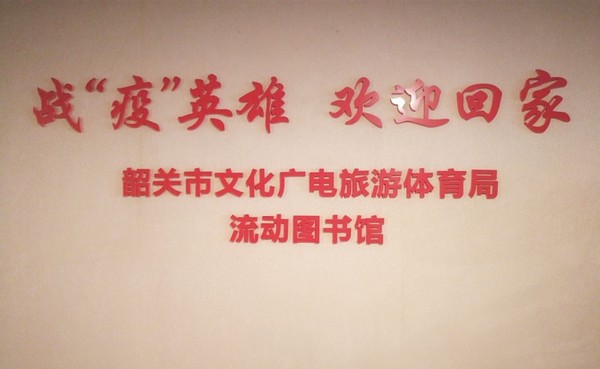 战“疫”英雄 欢迎回家
韶关市文化广电旅游体育局
流动图书馆